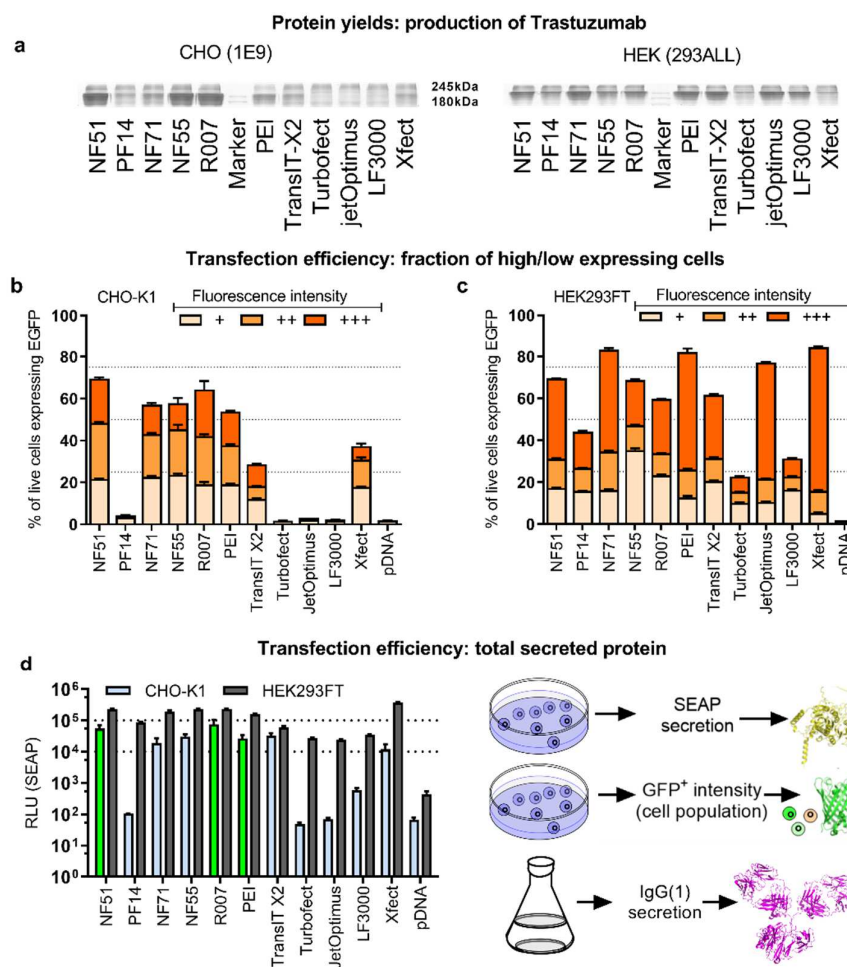 Protein yields: production of Trastuzumab
a
CHO (1E9)
HEK (293ALL)
245kDa
180kDa
NF51
PF14
NF71
NF55
R007
Marker
PEI
TransIT-X2
Turbofect
jetOptimus
LF3000
Xfect
NF51
PF14
NF71
NF55
R007
Marker
PEI
TransIT-X2
Turbofect
jetOptimus
LF3000
Xfect
Transfection efficiency: fraction of high/low expressing cells
b
CHO-K1
Fluorescence intensity
+
++
+++
% of live cells expressing EGFP
100
80
60
40
20
0
NF51
PF14
NF71
NF55
R007
PEI
TransIT X2
Turbofect
JetOptimus
LF3000
Xfect
pDNA
c
HEK293FT
Fluorescence intensity
+
++
+++
% of live cells expressing EGFP
100
80
60
40
20
0
NF51
PF14
NF71
NF55
R007
PEI
TransIT X2
Turbofect
JetOptimus
LF3000
Xfect
pDNA
Transfection efficiency: total secreted protein
d
CHO-K1
HEK293FT
RLU (SEAP)
10⁶
10⁵
10⁴
10³
10²
10¹
10⁰
NF51
PF14
NF71
NF55
R007
PEI
TransIT X2
Turbofect
JetOptimus
LF3000
Xfect
pDNA
SEAP
secretion
GFP⁺ intensity
(cell population)
IgG(1)
secretion